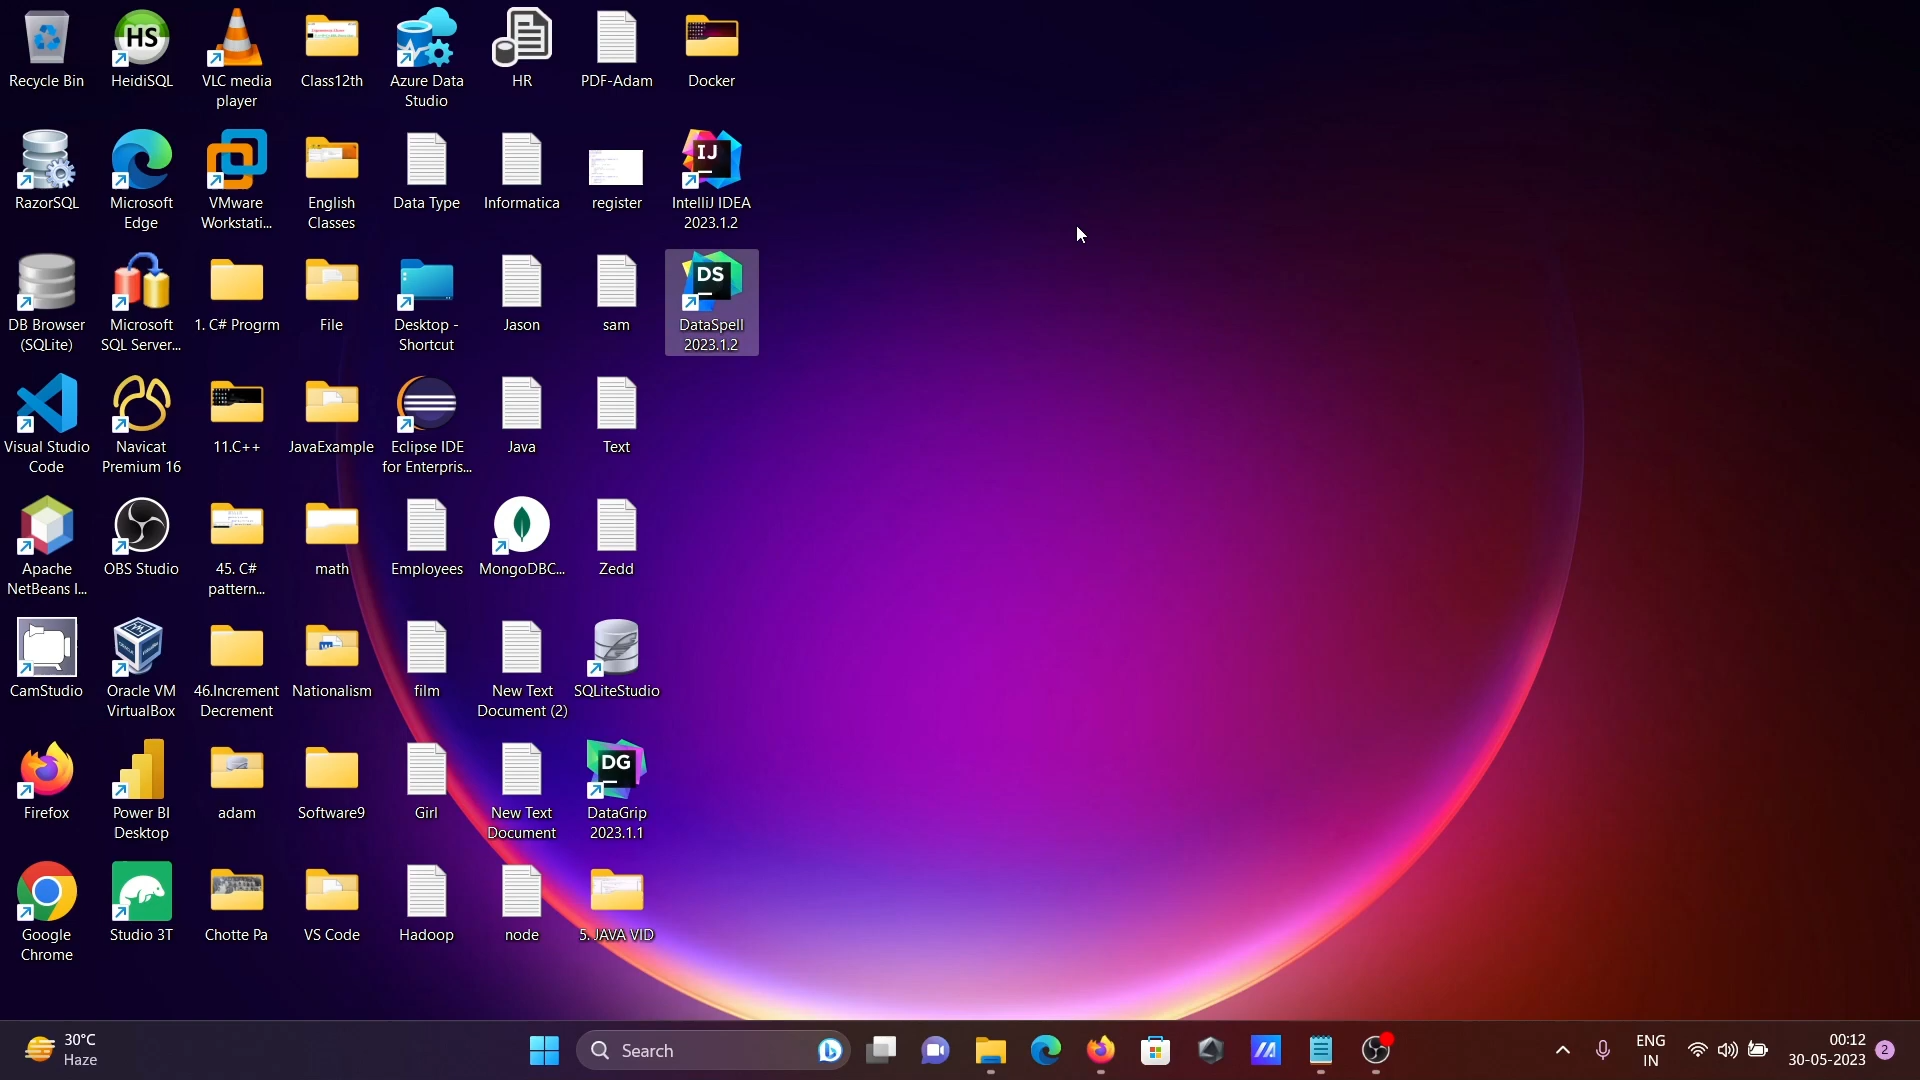 Recycle Bin
HS
HeidiSQL
VLC media
player
Class12th
Azure Data
Studio
HR
PDF-Adam
Docker
RazorSQL
Microsoft
Edge
VMware
Workstati...
English
Classes
Data Type
Informatica
register
IJ
IntelliJ IDEA
2023.1.2
DB Browser
(SQLite)
Microsoft
SQL Server...
1. C# Progrm
File
Desktop -
Shortcut
Jason
sam
DS
DataSpell
2023.1.2
Visual Studio
Code
Navicat
Premium 16
11.C++
JavaExample
Eclipse IDE
for Enterpris...
Java
Text
Apache
NetBeans I...
OBS Studio
45. C#
pattern...
math
Employees
MongoDBC...
Zedd
CamStudio
Oracle VM
VirtualBox
46.Increment
Decrement
Nationalism
film
New Text
Document (2)
SQLiteStudio
Firefox
Power BI
Desktop
adam
Software9
Girl
New Text
Document
DG
DataGrip
2023.1.1
Google
Chrome
Studio 3T
Chotte Pa
VS Code
Hadoop
node
5. JAVA VID
30°C
Haze
Search
ENG
IN
00:12
30-05-2023
2